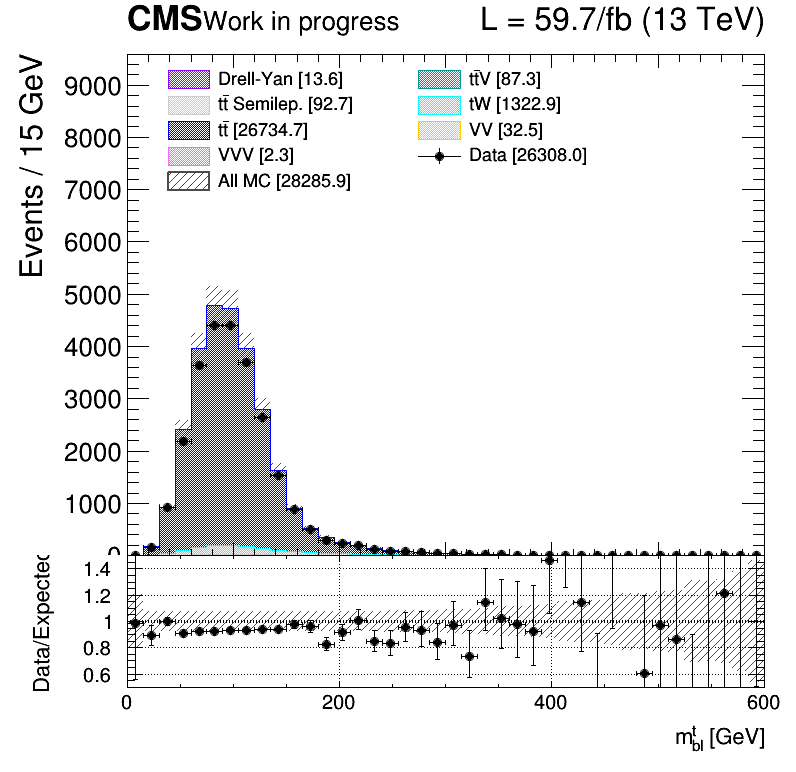 CMS Work in progress L = 59.7/fb (13 TeV)
Events / 15 GeV
Drell-Yan [13.6]
tt̄ Semilep. [92.7]
tt̄ [26734.7]
VVV [2.3]
All MC [28285.9]
tt̄V [87.3]
tW [1322.9]
VV [32.5]
Data [26308.0]
9000
8000
7000
6000
5000
4000
3000
2000
1000
0
Data/Expected
1.4
1.2
1
0.8
0.6
0 200 400 600
m^t_bl [GeV]